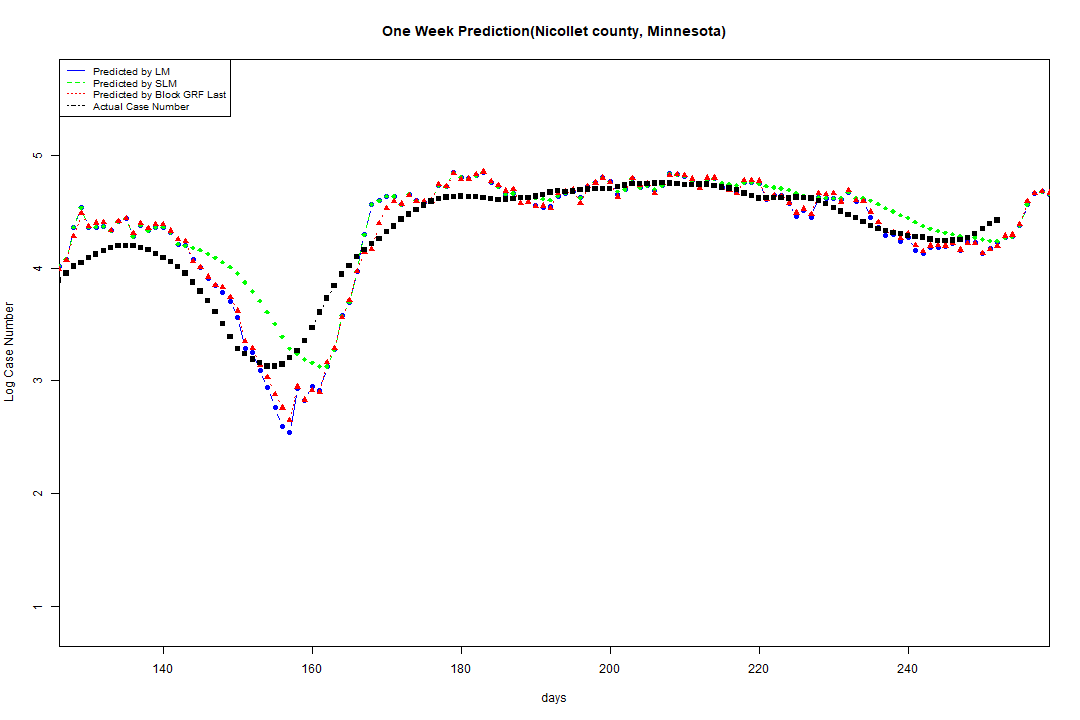 One Week Prediction(Nicollet county, Minnesota)
Predicted by LM
Predicted by SLM
Predicted by Block GRF Last
Actual Case Number
5
4
3
2
1
Log Case Number
140 160 180 200 220 240
days